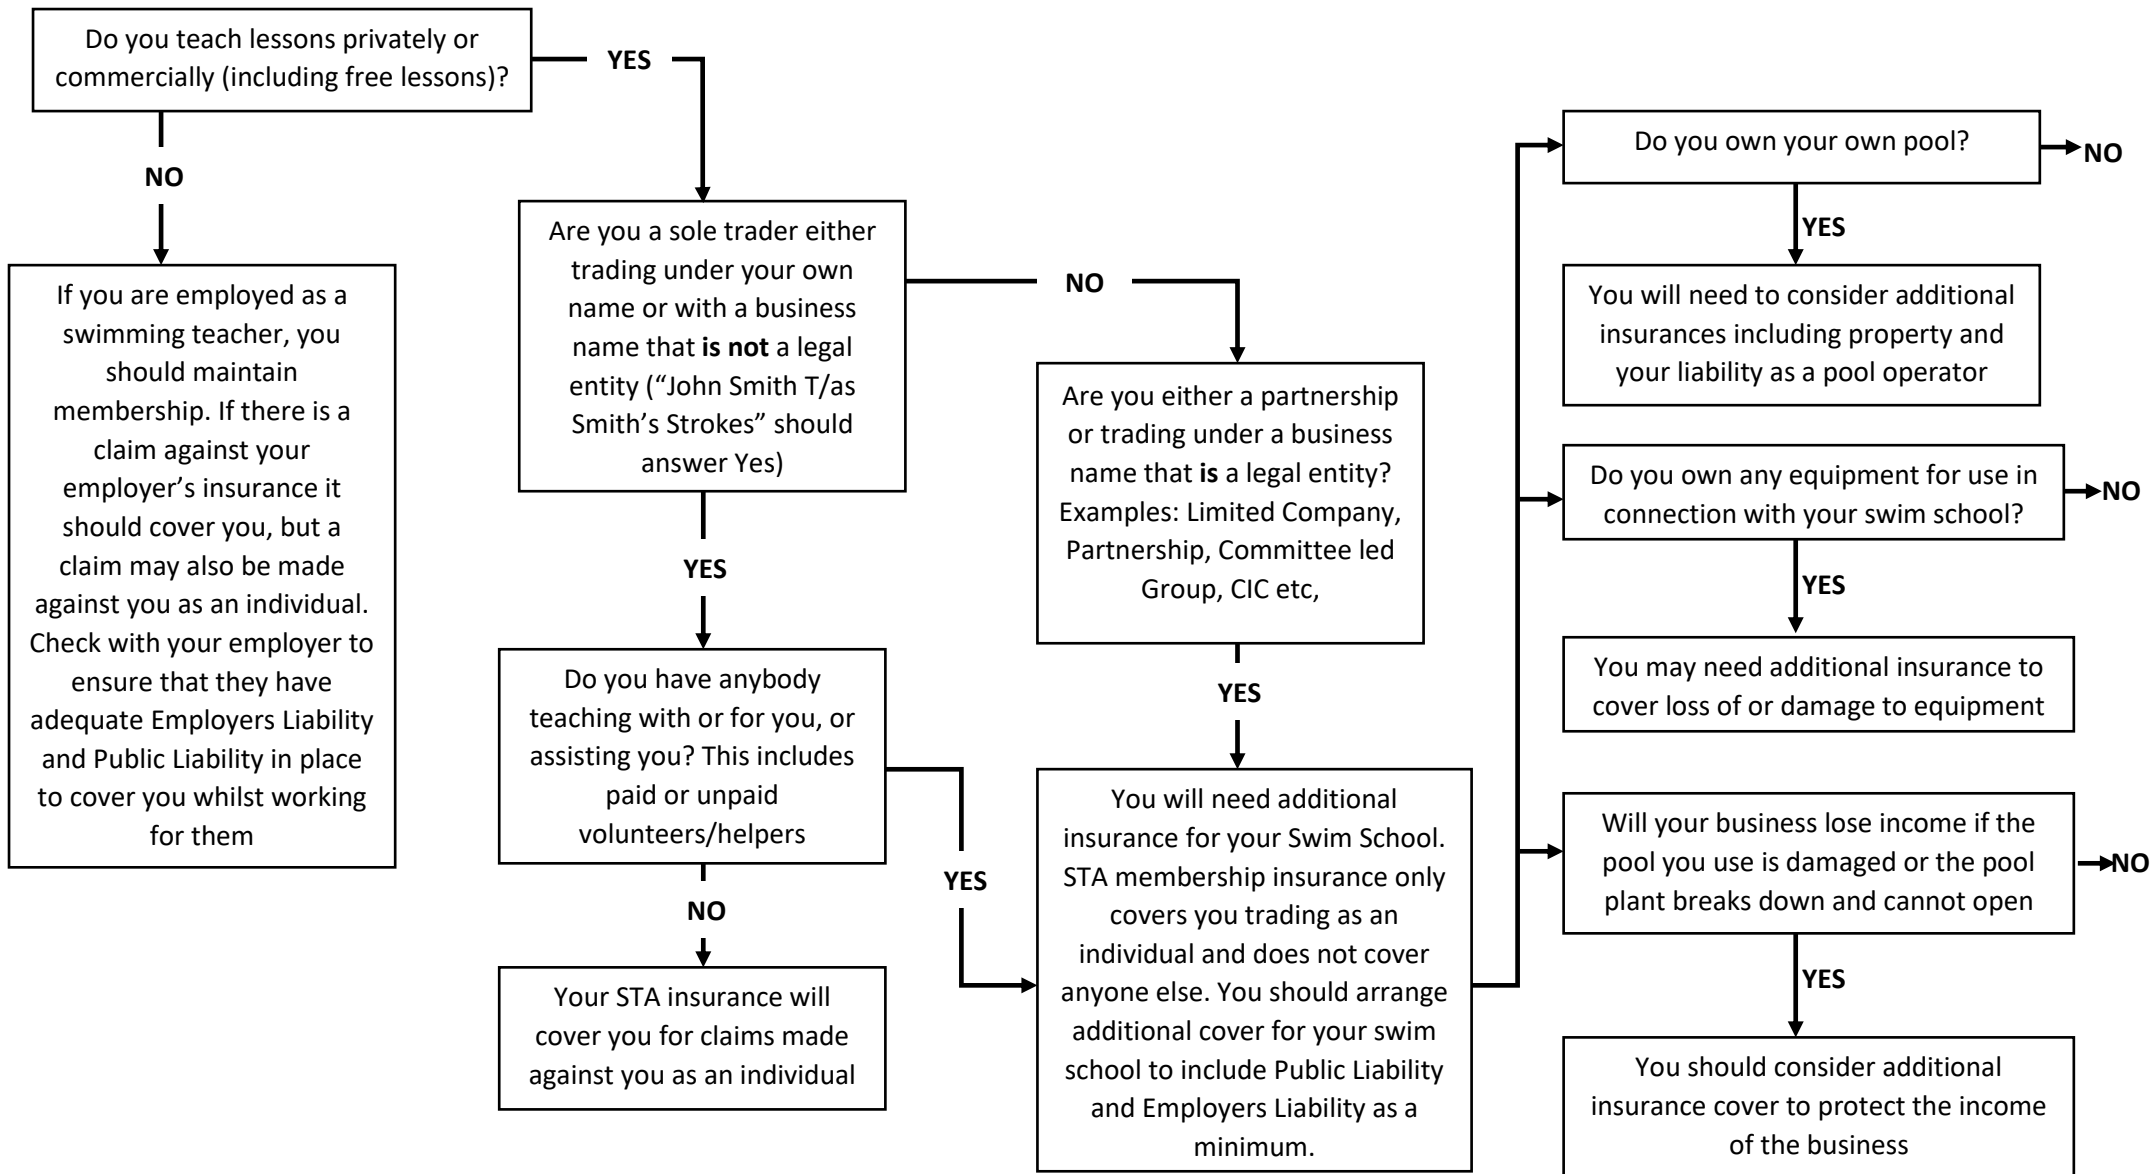 Do you teach lessons privately or
commercially (including free lessons)?
YES
NO
If you are employed as a
swimming teacher, you
should maintain
membership. If there is a
claim against your
employer’s insurance it
should cover you, but a
claim may also be made
against you as an individual.
Check with your employer to
ensure that they have
adequate Employers Liability
and Public Liability in place
to cover you whilst working
for them
Are you a sole trader either
trading under your own
name or with a business
name that is not a legal
entity (“John Smith T/as
Smith’s Strokes” should
answer Yes)
NO
YES
Do you have anybody
teaching with or for you, or
assisting you? This includes
paid or unpaid
volunteers/helpers
YES
NO
Your STA insurance will
cover you for claims made
against you as an individual
Are you either a partnership
or trading under a business
name that is a legal entity?
Examples: Limited Company,
Partnership, Committee led
Group, CIC etc,
YES
You will need additional
insurance for your Swim School.
STA membership insurance only
covers you trading as an
individual and does not cover
anyone else. You should arrange
additional cover for your swim
school to include Public Liability
and Employers Liability as a
minimum.
Do you own your own pool?
NO
YES
You will need to consider additional
insurances including property and
your liability as a pool operator
Do you own any equipment for use in
connection with your swim school?
NO
YES
You may need additional insurance to
cover loss of or damage to equipment
Will your business lose income if the
pool you use is damaged or the pool
plant breaks down and cannot open
NO
YES
You should consider additional
insurance cover to protect the income
of the business